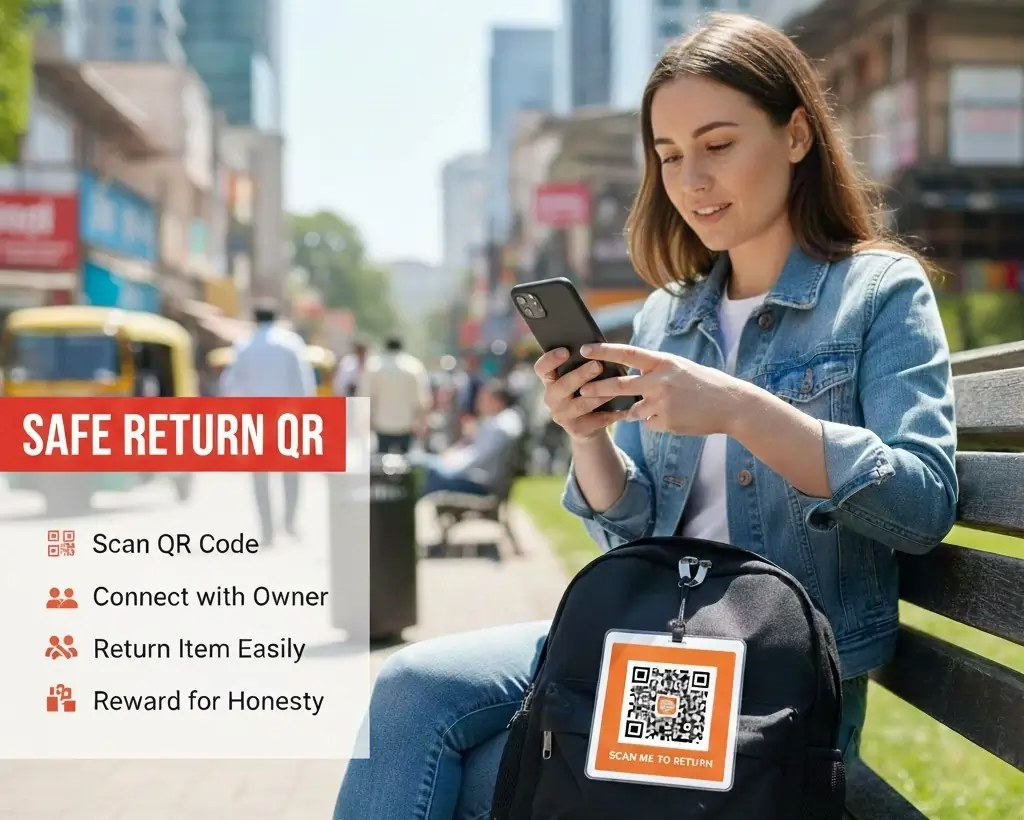 SAFE RETURN QR
Scan QR Code
Connect with Owner
Return Item Easily
Reward for Honesty
SCAN ME TO RETURN